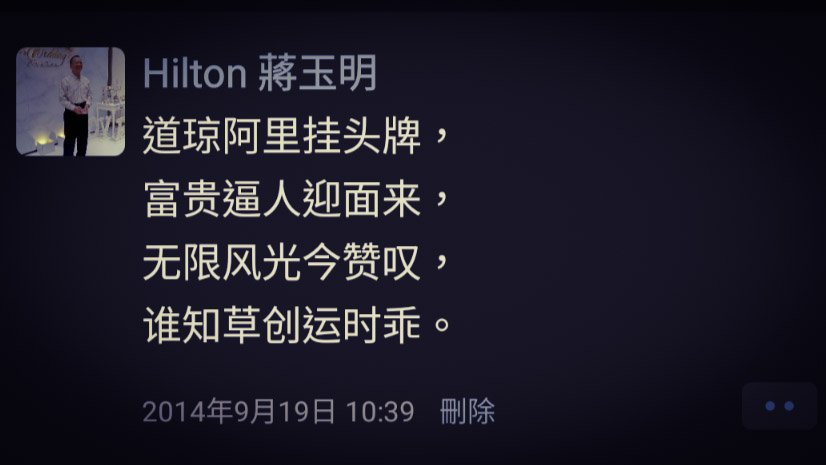 Hilton 蔣玉明
道琼阿里挂头牌，
富贵逼人迎面来，
无限风光今赞叹，
谁知草创运时乖。
2014年9月19日 10:39 刪除